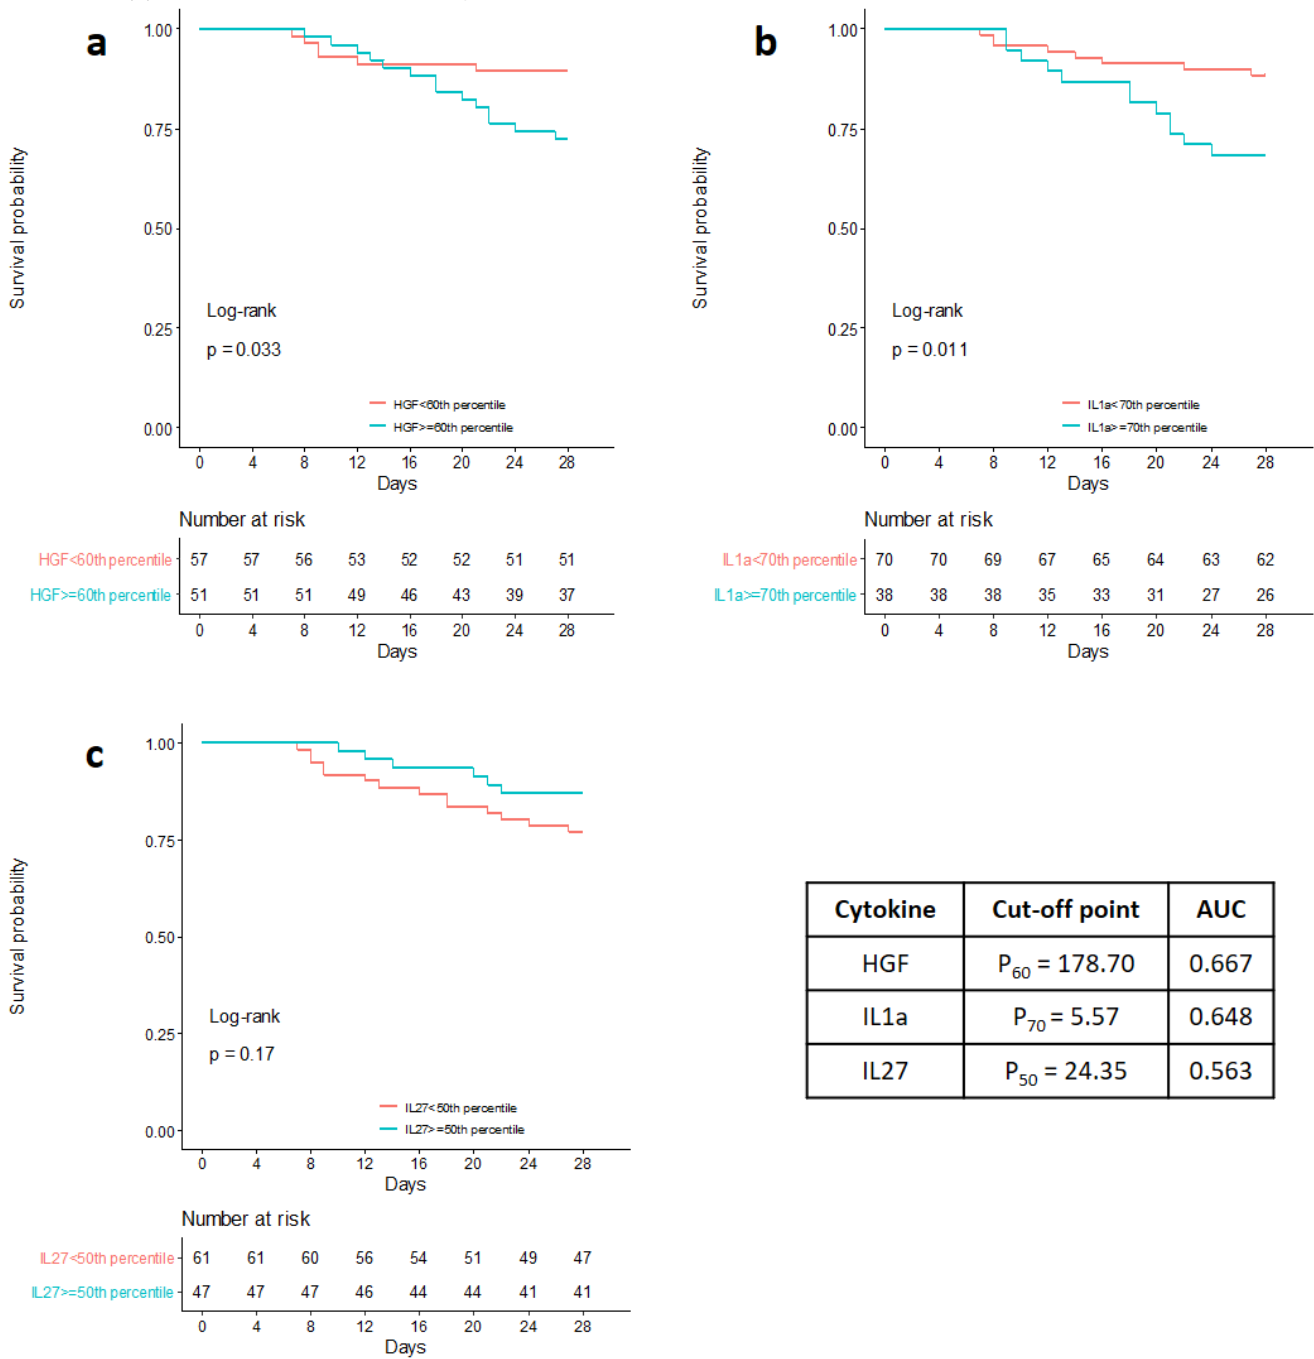 a
Survival probability
1.00
0.75
0.50
0.25
0.00
Log-rank
p = 0.033
HGF<60th percentile
HGF>=60th percentile
0 4 8 12 16 20 24 28
Days
Number at risk
HGF<60th percentile 57 57 56 53 52 52 51 51
HGF>=60th percentile 51 51 51 49 46 43 39 37
0 4 8 12 16 20 24 28
Days
b
Survival probability
1.00
0.75
0.50
0.25
0.00
Log-rank
p = 0.011
IL1a<70th percentile
IL1a>=70th percentile
0 4 8 12 16 20 24 28
Days
Number at risk
IL1a<70th percentile 70 70 69 67 65 64 63 62
IL1a>=70th percentile 38 38 38 35 33 31 27 26
0 4 8 12 16 20 24 28
Days
c
Survival probability
1.00
0.75
0.50
0.25
0.00
Log-rank
p = 0.17
IL27<50th percentile
IL27>=50th percentile
0 4 8 12 16 20 24 28
Days
Number at risk
IL27<50th percentile 61 61 60 56 54 51 49 47
IL27>=50th percentile 47 47 47 46 44 44 41 41
0 4 8 12 16 20 24 28
Days
Cytokine Cut-off point AUC
HGF P60 = 178.70 0.667
IL1a P70 = 5.57 0.648
IL27 P50 = 24.35 0.563